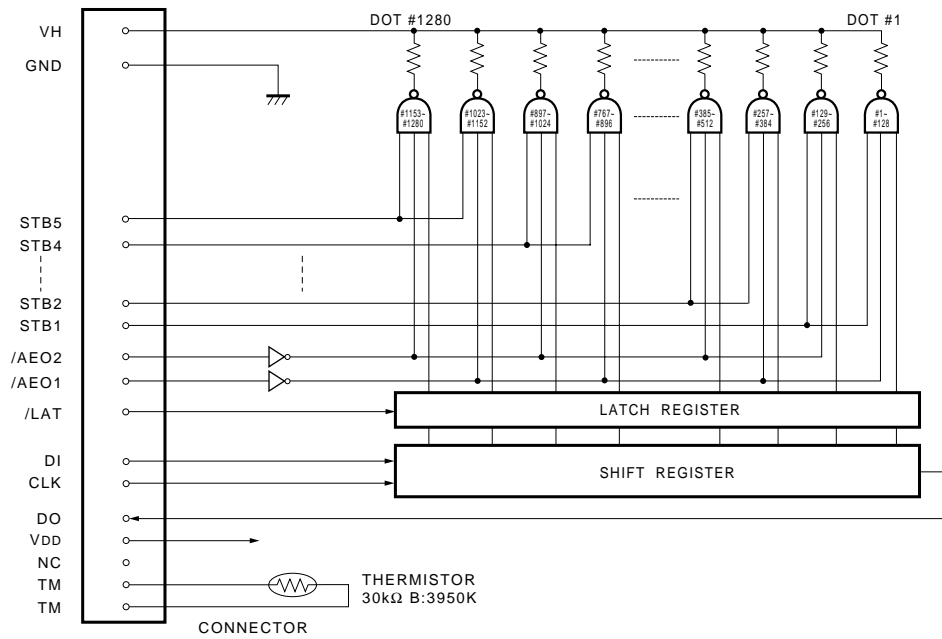 DOT #1280
DOT #1
VH
GND
#1153~
#1280
#1023~
#1152
#897~
#1024
#767~
#896
#385~
#512
#257~
#384
#129~
#256
#1~
#128
STB5
STB4
STB2
STB1
/AEO2
/AEO1
/LAT
LATCH REGISTER
DI
CLK
SHIFT REGISTER
DO
VDD
NC
TM
TM
THERMISTOR
30kΩ B:3950K
CONNECTOR